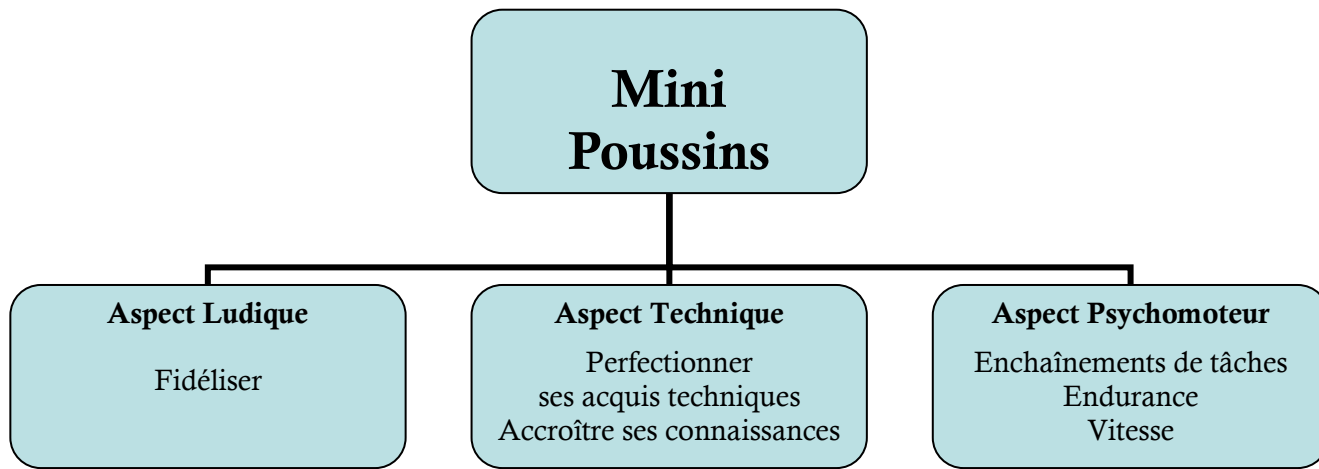 Mini
Poussins
Aspect Ludique
Fidéliser
Aspect Technique
Perfectionner
ses acquis techniques
Accroître ses connaissances
Aspect Psychomoteur
Enchaînements de tâches
Endurance
Vitesse